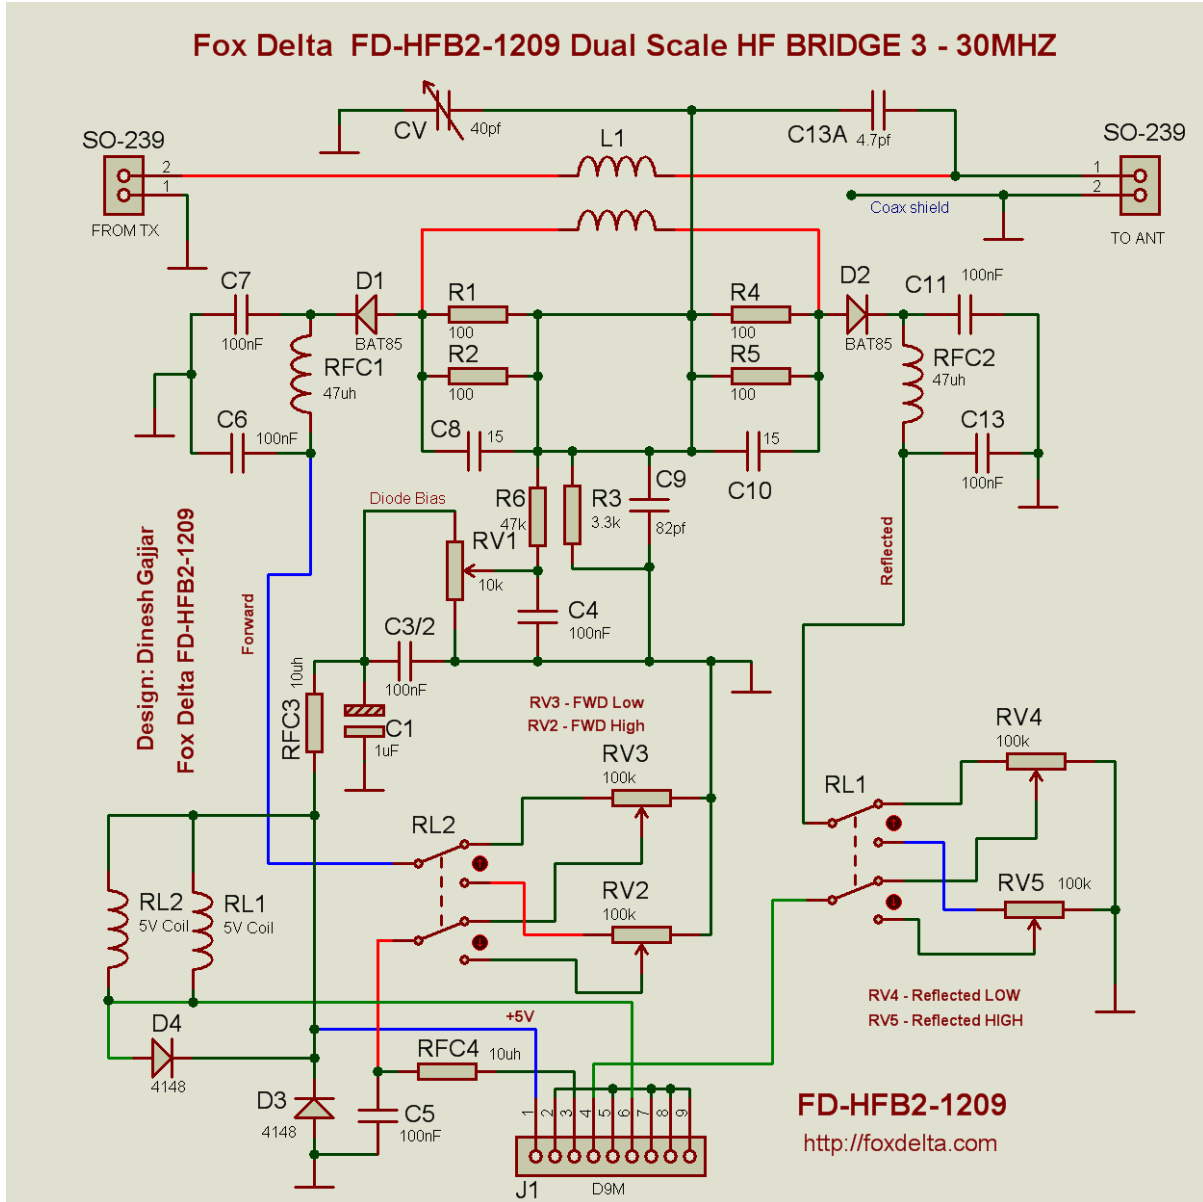 Fox Delta FD-HFB2-1209 Dual Scale HF BRIDGE 3 - 30MHZ
CV
40pf
C13A
4.7pf
SO-239
2
1
FROM TX
L1
SO-239
1
2
Coax shield
TO ANT
C7
100nF
D1
BAT85
R1
100
R2
100
R4
100
R5
100
D2
BAT85
C11
100nF
RFC1
47uh
RFC2
47uh
C6
100nF
C8
15
C10
15
C13
100nF
Diode Bias
R6
47k
R3
3.3k
C9
82pf
RV1
10k
C4
100nF
Reflected
Design: Dinesh Gajjar
Fox Delta FD-HFB2-1209
Forward
C3/2
100nF
RFC3
10uh
C1
1uF
RV3 - FWD Low
RV2 - FWD High
RV3
100k
RV4
100k
RL1
RL2
RV2
100k
RV5
100k
RL2
5V Coil
RL1
5V Coil
RV4 - Reflected LOW
RV5 - Reflected HIGH
+5V
D4
4148
RFC4
10uh
D3
4148
C5
100nF
1 2 3 4 5 6 7 8 9
J1
D9M
FD-HFB2-1209
http://foxdelta.com